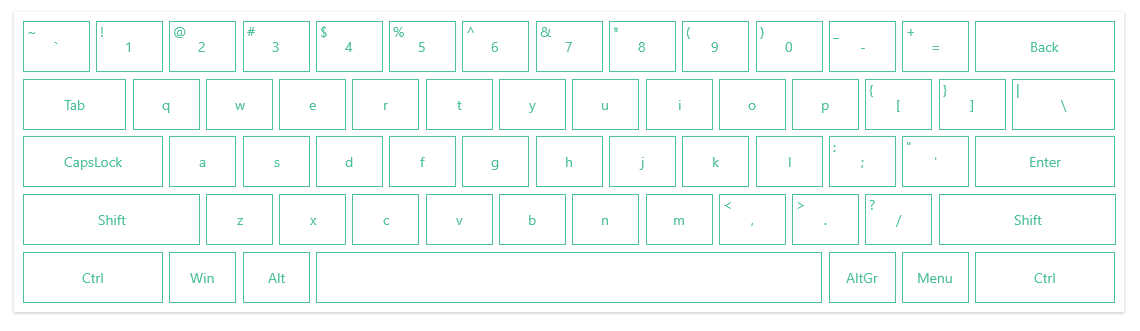 ~ ` ! 1 @ 2 # 3 $ 4 % 5 ^ 6 & 7 * 8 ( 9 ) 0 _ - + = Back
Tab q w e r t y u i o p { [ } ] | \
CapsLock a s d f g h j k l : ; " ' Enter
Shift z x c v b n m < , > . ? / Shift
Ctrl Win Alt AltGr Menu Ctrl